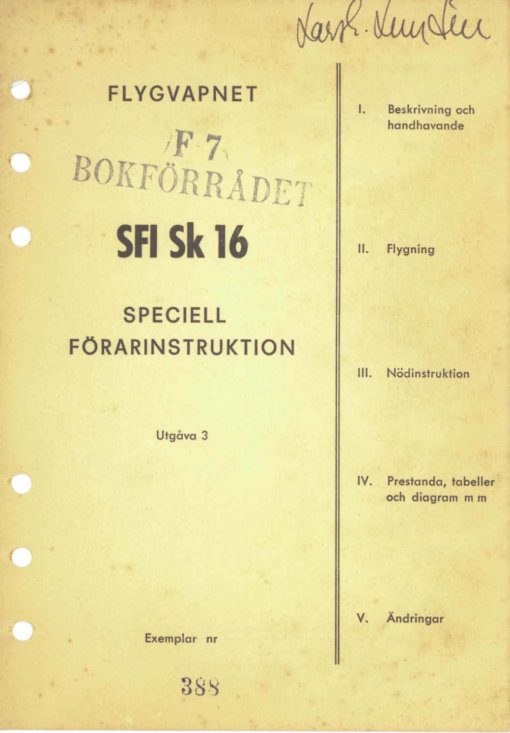 FLYGVAPNET
F 7
BOKFÖRRÅDET
SFI Sk 16
SPECIELL
FÖRARINSTRUKTION
Utgåva 3
Exemplar nr
388
I. Beskrivning och
handhavande
II. Flygning
III. Nödinstruktion
IV. Prestanda, tabeller
och diagram m m
V. Ändringar